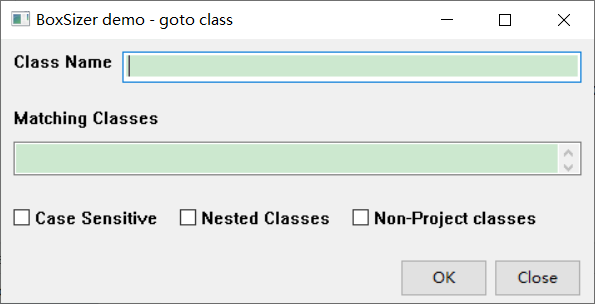 BoxSizer demo - goto class
Class Name
Matching Classes
Case Sensitive Nested Classes Non-Project classes
OK Close